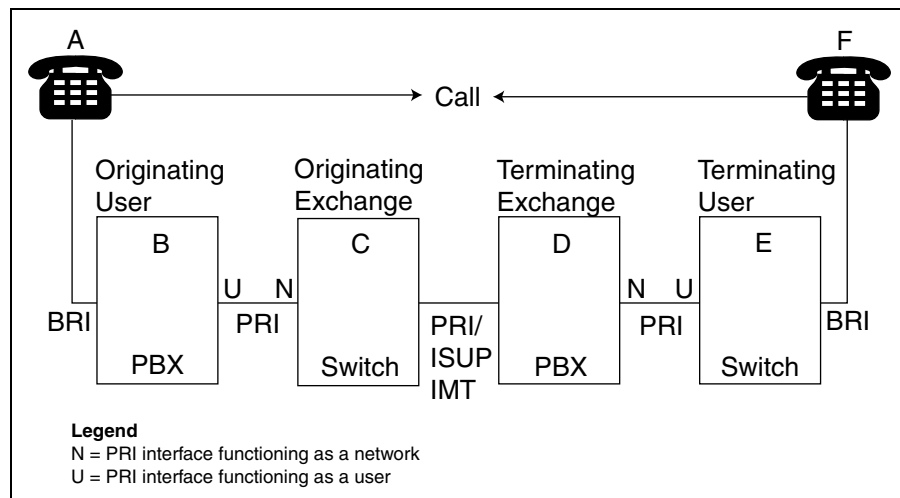 A
F
Call
Originating
User
Originating
Exchange
Terminating
Exchange
Terminating
User
B
C
D
E
U
N
N
U
BRI
PRI
PRI/
ISUP
IMT
PRI
BRI
PBX
Switch
PBX
Switch
Legend
N = PRI interface functioning as a network
U = PRI interface functioning as a user